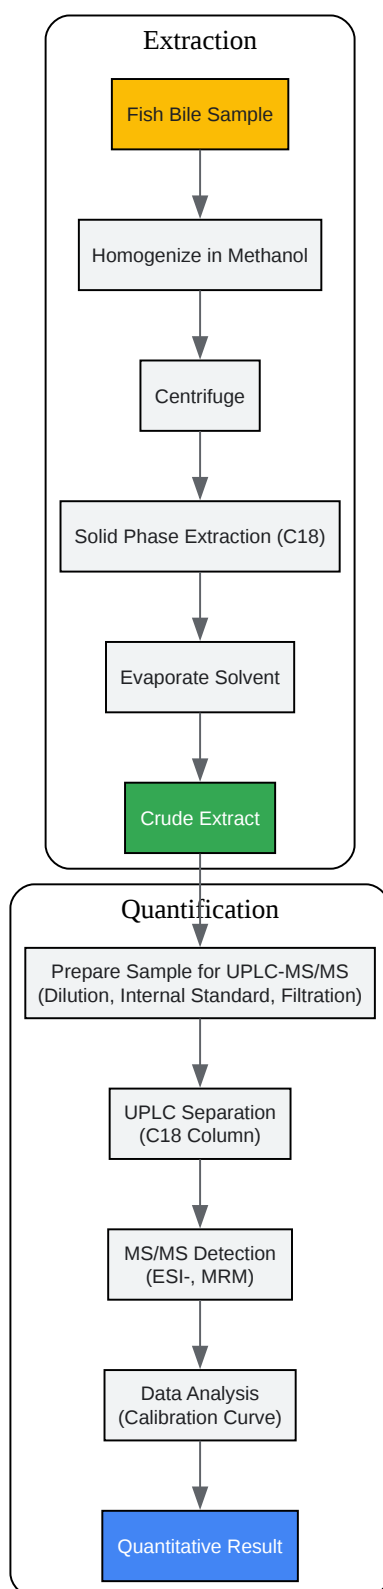 Extraction
Fish Bile Sample
Homogenize in Methanol
Centrifuge
Solid Phase Extraction (C18)
Evaporate Solvent
Crude Extract
Quantification
Prepare Sample for UPLC-MS/MS
(Dilution, Internal Standard, Filtration)
UPLC Separation
(C18 Column)
MS/MS Detection
(ESI-, MRM)
Data Analysis
(Calibration Curve)
Quantitative Result